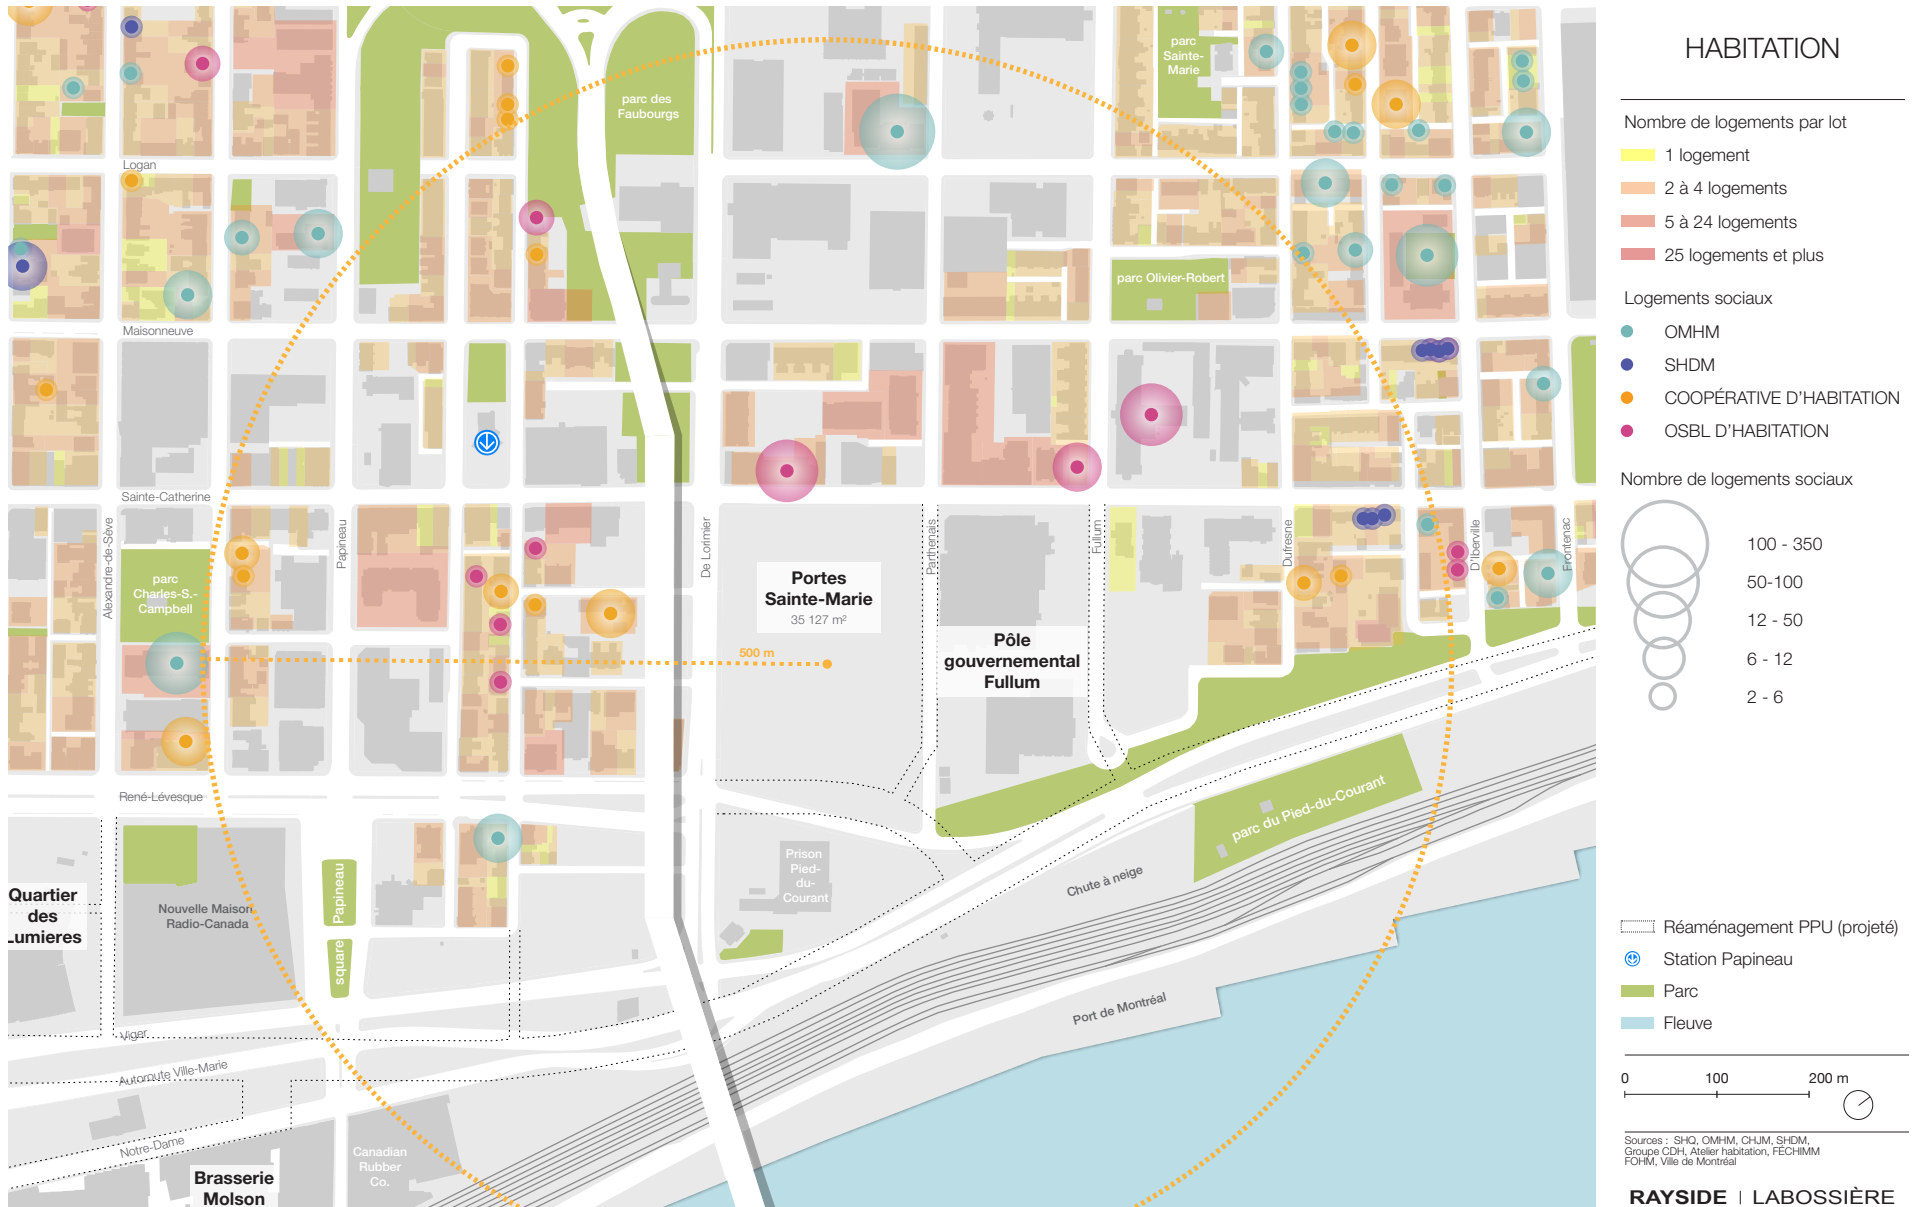 parc des
Faubourgs
parc
Sainte-
Marie
Logan
parc Olivier-Robert
Maisonneuve
Sainte-Catherine
Alexandre-de-Sève
Papineau
De Lorimier
Parthenais
Fullum
Dufresne
D'Iberville
Frontenac
parc
Charles-S.-
Campbell
Portes
Sainte-Marie
35 127 m²
Pôle
gouvernemental
Fullum
500 m
René-Lévesque
Quartier
des
Lumieres
Nouvelle Maison
Radio-Canada
square Papineau
Prison
Pied-
du-
Courant
parc du Pied-du-Courant
Chute à neige
Port de Montréal
Viger
Autoroute Ville-Marie
Notre-Dame
Canadian
Rubber
Co.
Brasserie
Molson
HABITATION
Nombre de logements par lot
1 logement
2 à 4 logements
5 à 24 logements
25 logements et plus
Logements sociaux
OMHM
SHDM
COOPÉRATIVE D'HABITATION
OSBL D'HABITATION
Nombre de logements sociaux
100 - 350
50-100
12 - 50
6 - 12
2 - 6
Réaménagement PPU (projeté)
Station Papineau
Parc
Fleuve
0 100 200 m
Sources : SHQ, OMHM, CHJM, SHDM,
Groupe CDH, Atelier habitation, FÉCHIMM
FOHM, Ville de Montréal
RAYSIDE | LABOSSIÈRE